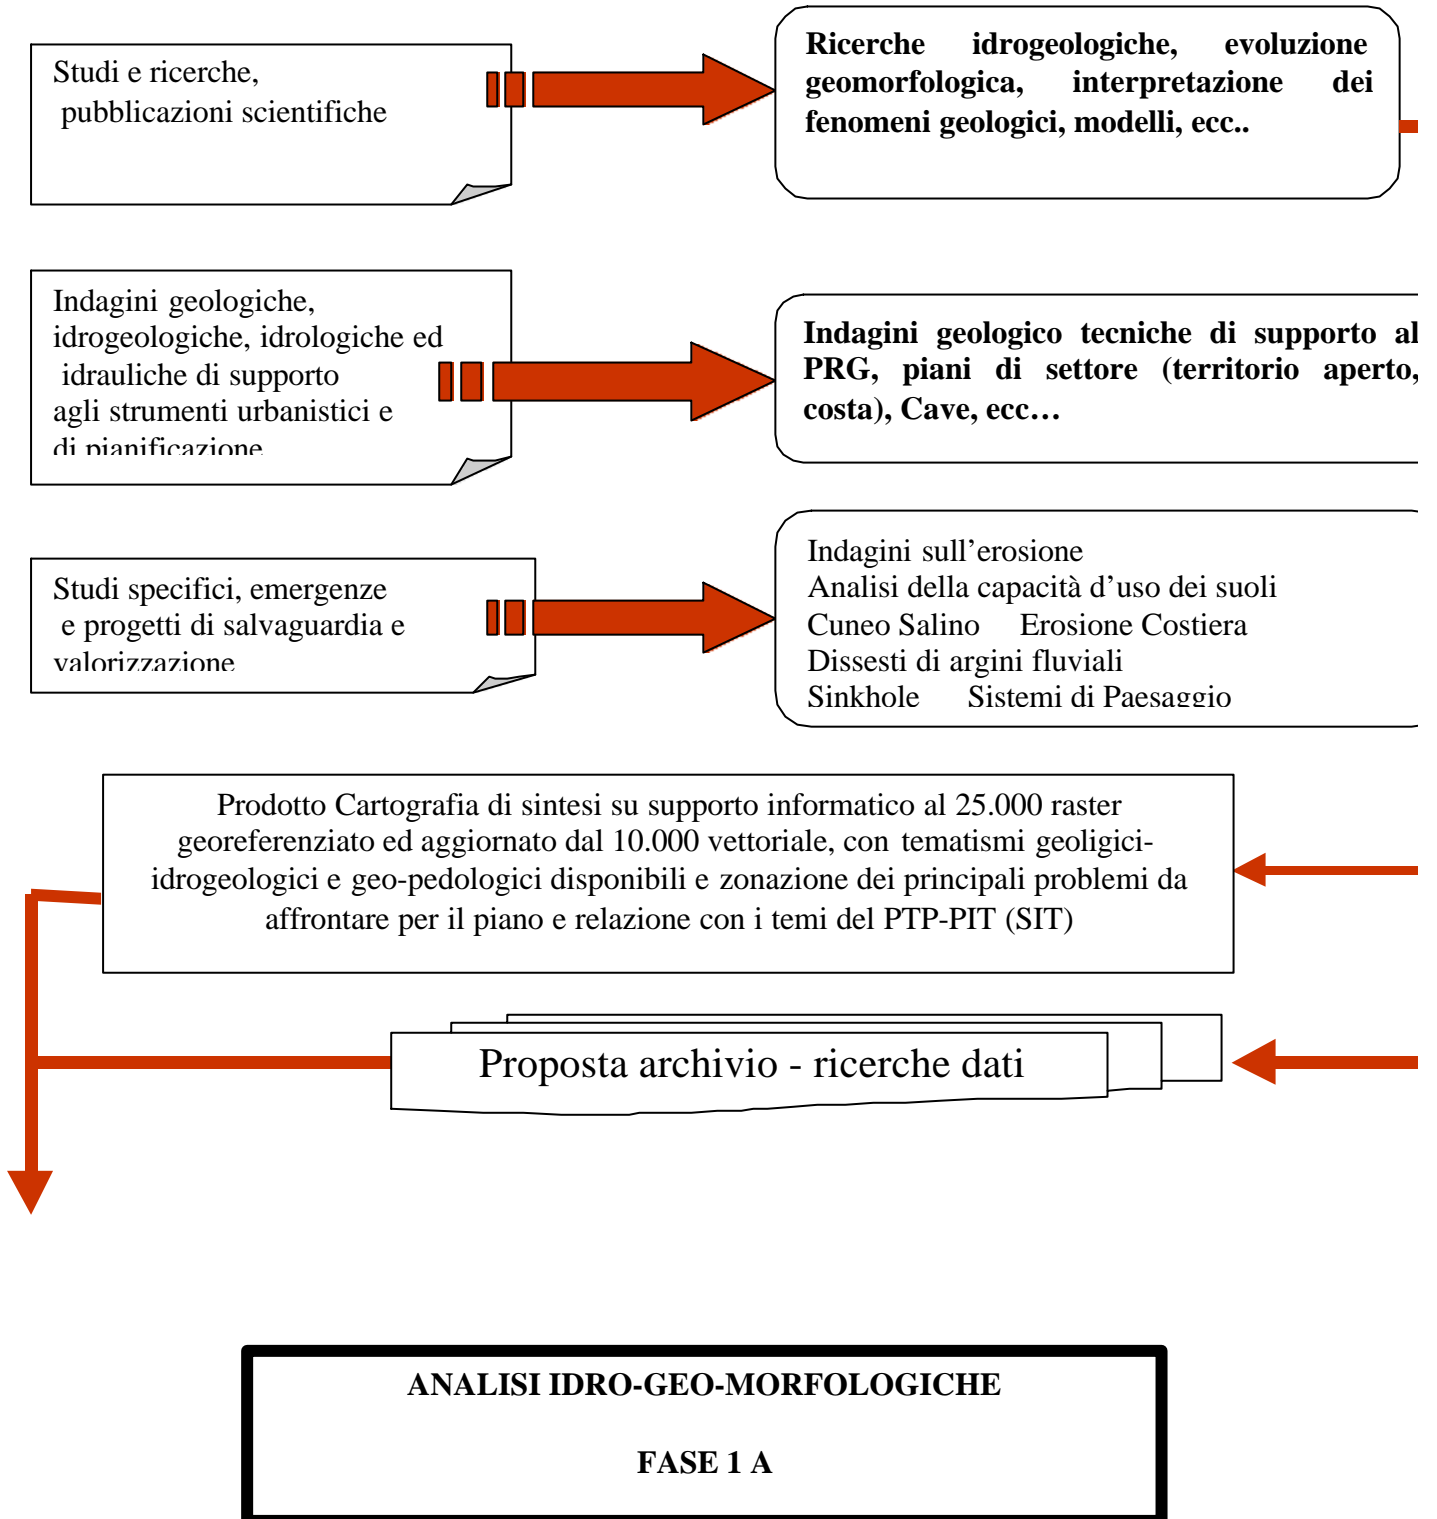 Studi e ricerche,
pubblicazioni scientifiche
Ricerche idrogeologiche, evoluzione
geomorfologica, interpretazione dei
fenomeni geologici, modelli, ecc..
Indagini geologiche,
idrogeologiche, idrologiche ed
idrauliche di supporto
agli strumenti urbanistici e
di pianificazione
Indagini geologico tecniche di supporto al
PRG, piani di settore (territorio aperto,
costa), Cave, ecc…
Studi specifici, emergenze
e progetti di salvaguardia e
valorizzazione
Indagini sull’erosione
Analisi della capacità d’uso dei suoli
Cuneo Salino Erosione Costiera
Dissesti di argini fluviali
Sinkhole Sistemi di Paesaggio
Prodotto Cartografia di sintesi su supporto informatico al 25.000 raster
georeferenziato ed aggiornato dal 10.000 vettoriale, con tematismi geoligici-
idrogeologici e geo-pedologici disponibili e zonazione dei principali problemi da
affrontare per il piano e relazione con i temi del PTP-PIT (SIT)
Proposta archivio - ricerche dati
ANALISI IDRO-GEO-MORFOLOGICHE
FASE 1 A